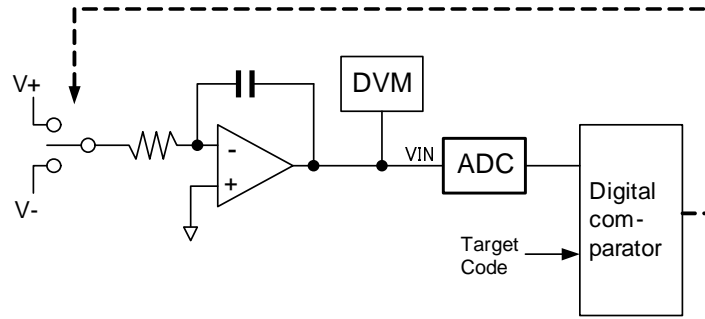 V+
V-
-
+
DVM
VIN
ADC
Digital
com-
parator
Target
Code